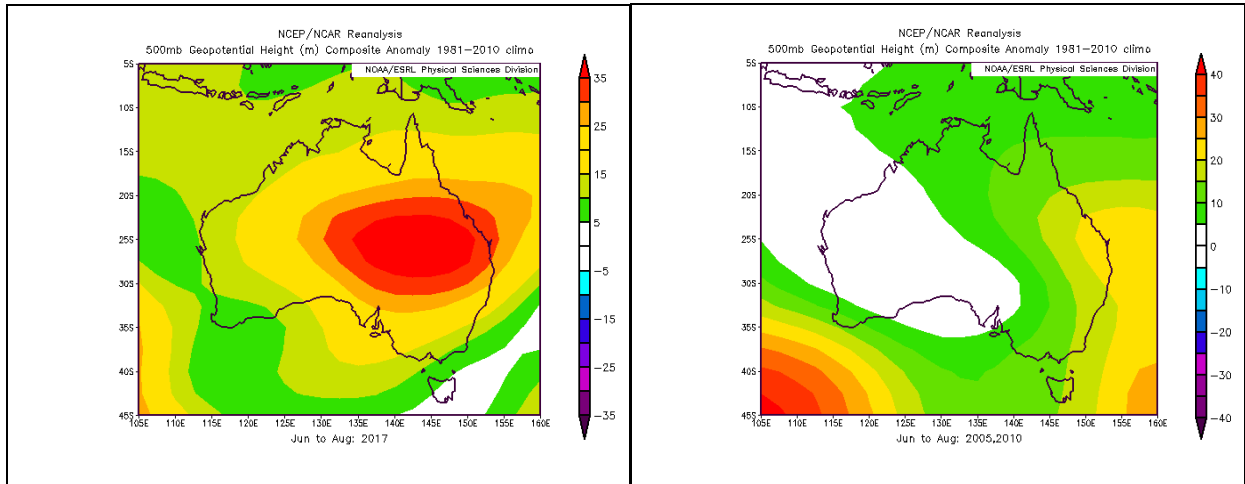 NCEP/NCAR Reanalysis
500mb Geopotential Height (m) Composite Anomaly 1981-2010 climo
NOAA/ESRL Physical Sciences Division
5S
10S
15S
20S
25S
30S
35S
40S
45S
105E 110E 115E 120E 125E 130E 135E 140E 145E 150E 155E 160E
Jun to Aug: 2017
35
25
15
5
-5
-15
-25
-35
NCEP/NCAR Reanalysis
500mb Geopotential Height (m) Composite Anomaly 1981-2010 climo
NOAA/ESRL Physical Sciences Division
5S
10S
15S
20S
25S
30S
35S
40S
45S
105E 110E 115E 120E 125E 130E 135E 140E 145E 150E 155E 160E
Jun to Aug: 2005,2010
40
30
20
10
0
-10
-20
-30
-40